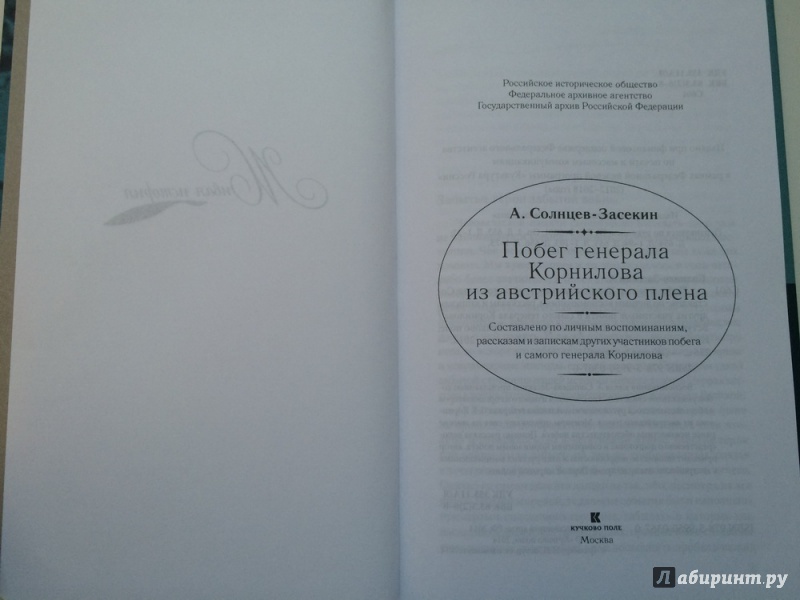 Российское историческое общество
Федеральное архивное агентство
Государственный архив Российской Федерации
А. Солнцев-Засекин
Побег генерала
Корнилова
из австрийского плена
Составлено по личным воспоминаниям,
рассказам и запискам других участников побега
и самого генерала Корнилова
КУЧКОВО ПОЛЕ
Москва
Лабиринт.ру